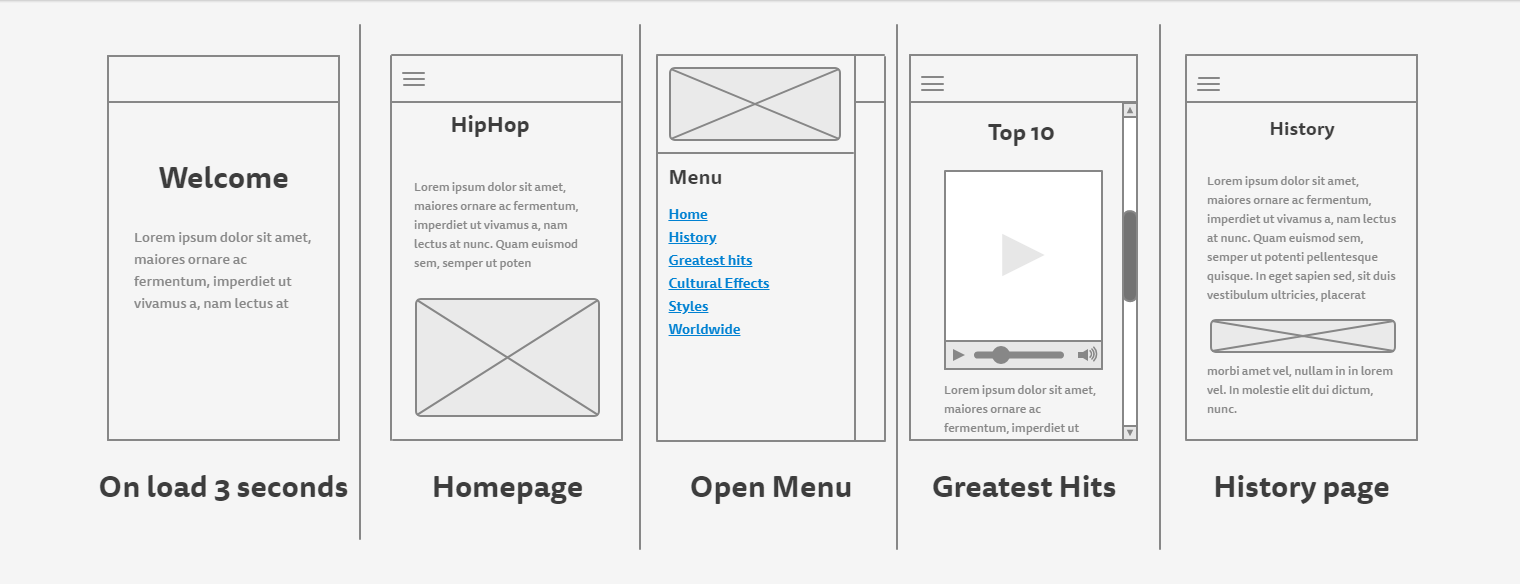 Welcome
Lorem ipsum dolor sit amet,
maiores ornare ac
fermentum, imperdiet ut
vivamus a, nam lectus at
On load 3 seconds
HipHop
Lorem ipsum dolor sit amet,
maiores ornare ac fermentum,
imperdiet ut vivamus a, nam
lectus at nunc. Quam euismod
sem, semper ut poten
Homepage
Menu
Home
History
Greatest hits
Cultural Effects
Styles
Worldwide
Open Menu
Top 10
Lorem ipsum dolor sit amet,
maiores ornare ac
fermentum, imperdiet ut
Greatest Hits
History
Lorem ipsum dolor sit amet,
maiores ornare ac fermentum,
imperdiet ut vivamus a, nam lectus
at nunc. Quam euismod sem,
semper ut potenti pellentesque
quisque. In eget sapien sed, sit duis
vestibulum ultricies, placerat
morbi amet vel, nullam in in lorem
vel. In molestie elit dui dictum,
nunc.
History page